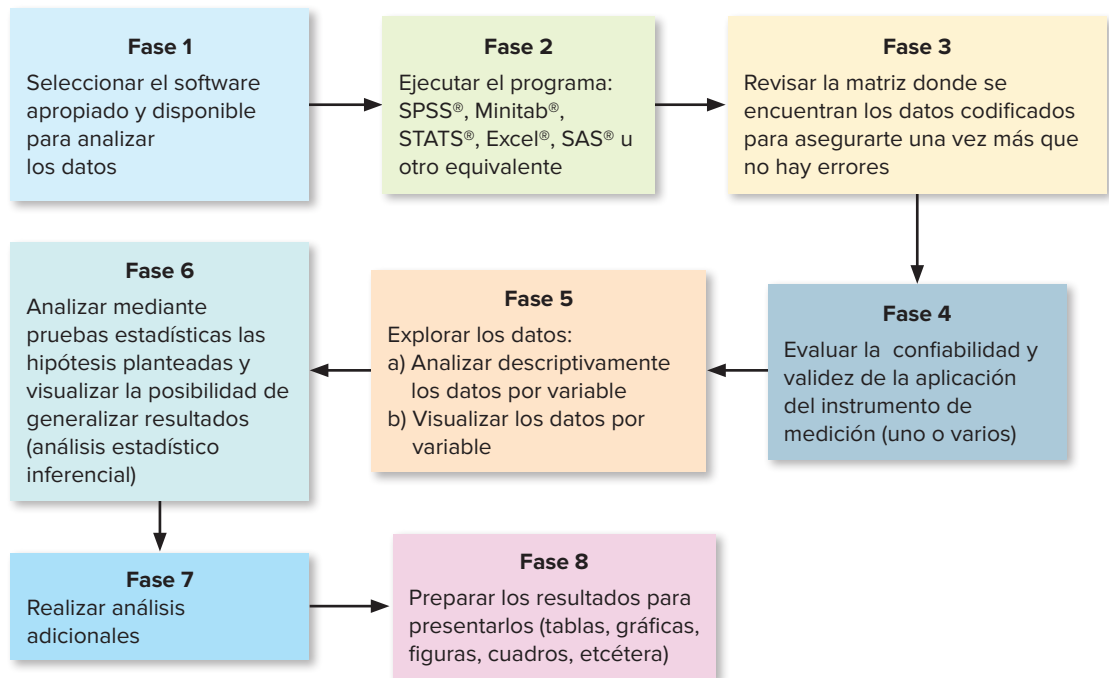 Fase 1
Seleccionar el software
apropiado y disponible
para analizar
los datos
Fase 2
Ejecutar el programa:
SPSS®, Minitab®,
STATS®, Excel®, SAS® u
otro equivalente
Fase 3
Revisar la matriz donde se
encuentran los datos codificados
para asegurarte una vez más que
no hay errores
Fase 4
Evaluar la confiabilidad y
validez de la aplicación
del instrumento de
medición (uno o varios)
Fase 5
Explorar los datos:
a) Analizar descriptivamente
los datos por variable
b) Visualizar los datos por
variable
Fase 6
Analizar mediante
pruebas estadísticas las
hipótesis planteadas y
visualizar la posibilidad de
generalizar resultados
(análisis estadístico
inferencial)
Fase 7
Realizar análisis
adicionales
Fase 8
Preparar los resultados para
presentarlos (tablas, gráficas,
figuras, cuadros, etcétera)